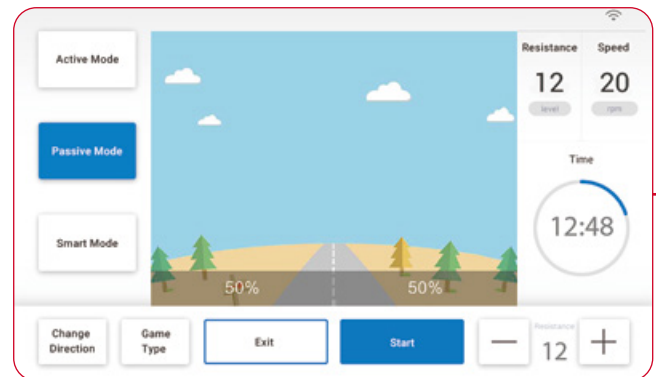 Active Mode
Passive Mode
Smart Mode
50% 50%
Resistance Speed
12 20
level rpm
Time
12:48
Change
Direction
Game
Type
Exit
Start
—
Resistance
12
+